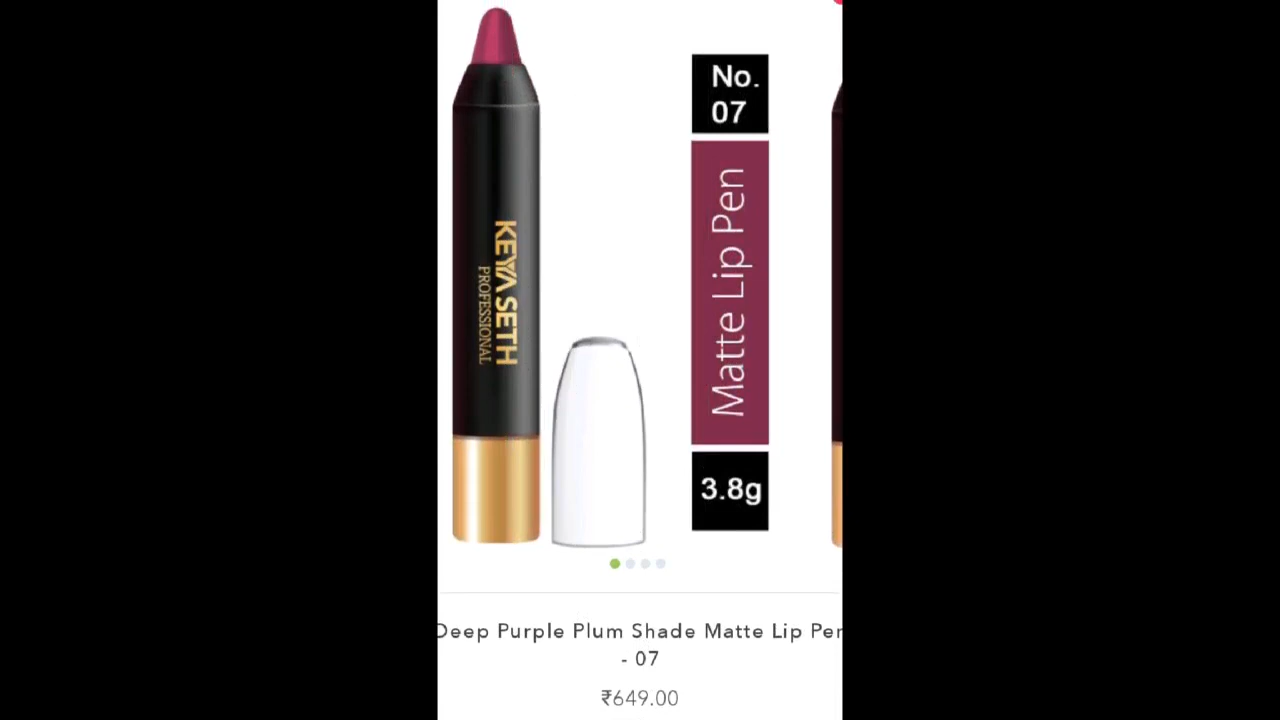 No.
07
Matte Lip Pen
3.8g
KEYA SETH
PROFESSIONAL
Deep Purple Plum Shade Matte Lip Pen
- 07
₹649.00